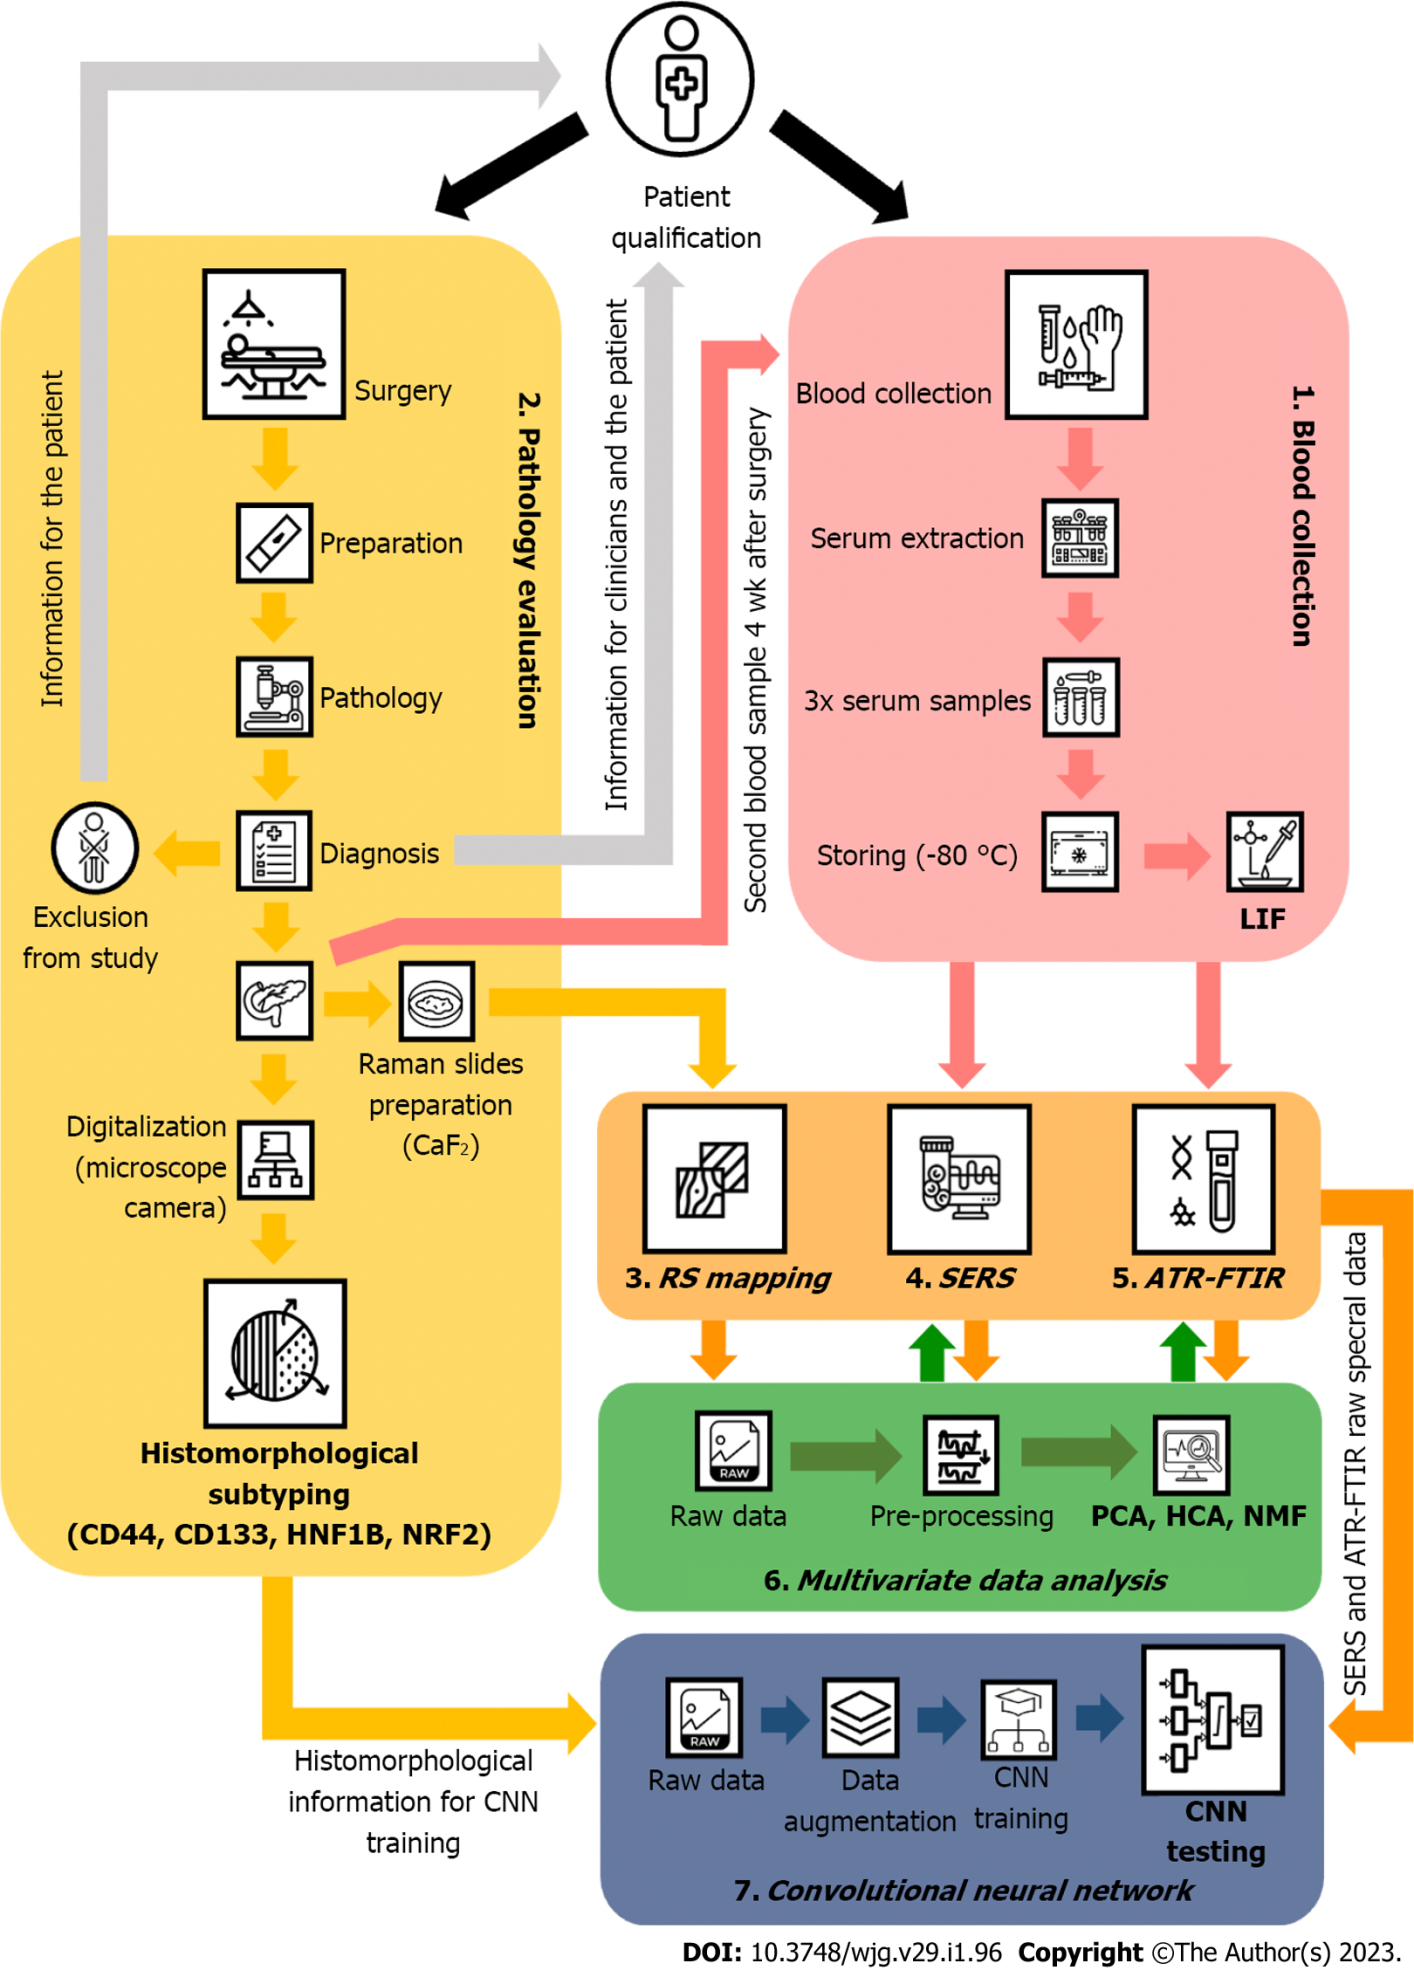 Patient
qualification
Information for the patient
Surgery
Preparation
Pathology
Diagnosis
Exclusion
from study
Raman slides
preparation
(CaF₂)
Digitalization
(microscope
camera)
Histomorphological
subtyping
(CD44, CD133, HNF1B, NRF2)
2. Pathology evaluation
Information for clinicians and the patient
Second blood sample 4 wk after surgery
Blood collection
Serum extraction
3x serum samples
Storing (-80 °C)
LIF
1. Blood collection
3. RS mapping
4. SERS
5. ATR-FTIR
RAW
Raw data
Pre-processing
PCA, HCA, NMF
6. Multivariate data analysis
SERS and ATR-FTIR raw specral data
Histomorphological
information for CNN
training
RAW
Raw data
Data
augmentation
CNN
training
CNN
testing
7. Convolutional neural network
DOI: 10.3748/wjg.v29.i1.96 Copyright ©The Author(s) 2023.